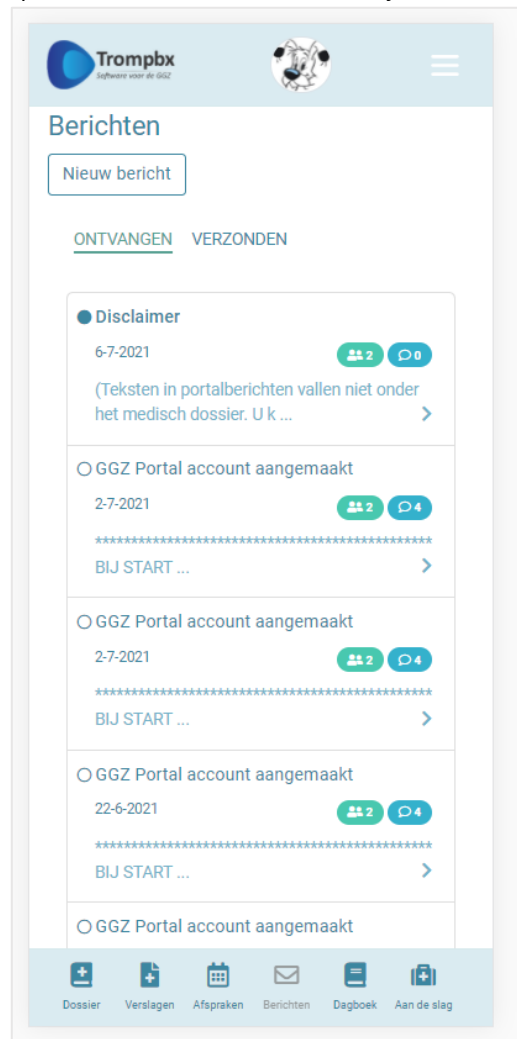 Trompbx
Software voor de GGZ
Berichten
Nieuw bericht
ONTVANGEN VERZONDEN
Disclaimer
6-7-2021 2 0
(Teksten in portalberichten vallen niet onder
het medisch dossier. U k ...
GGZ Portal account aangemaakt
2-7-2021 2 4
***********************************************
BIJ START ...
GGZ Portal account aangemaakt
2-7-2021 2 4
***********************************************
BIJ START ...
GGZ Portal account aangemaakt
22-6-2021 2 4
***********************************************
BIJ START ...
GGZ Portal account aangemaakt
Dossier Verslagen Afspraken Berichten Dagboek Aan de slag